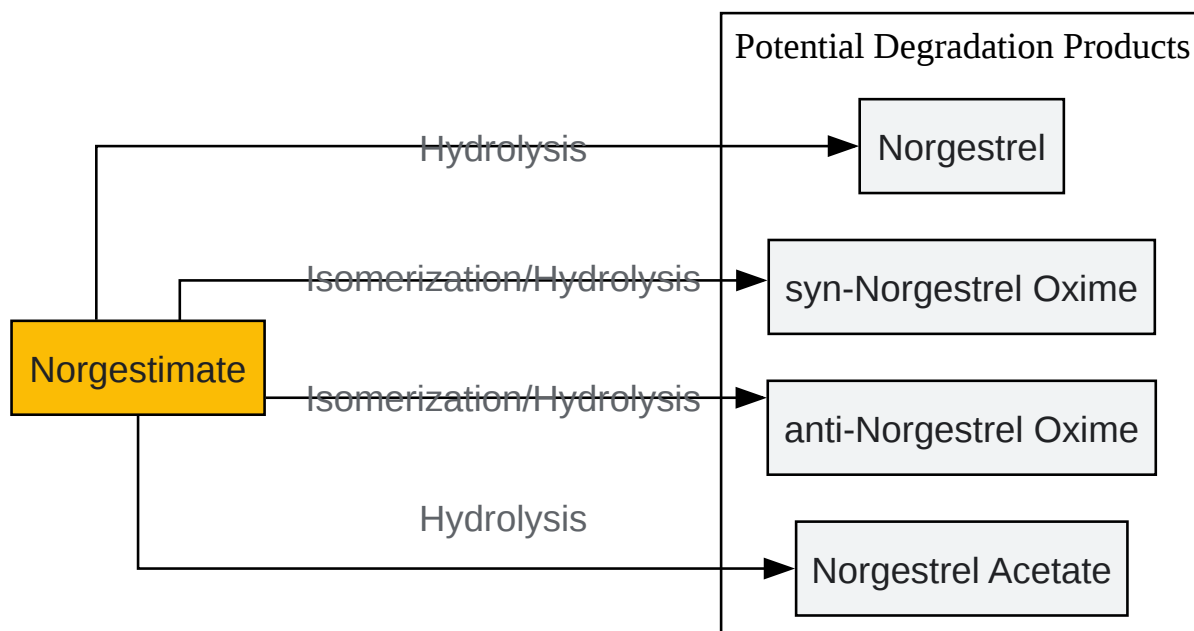 Potential Degradation Products
Hydrolysis
Norgestrel
Isomerization/Hydrolysis
syn-Norgestrel Oxime
Norgestimate
Isomerization/Hydrolysis
anti-Norgestrel Oxime
Hydrolysis
Norgestrel Acetate